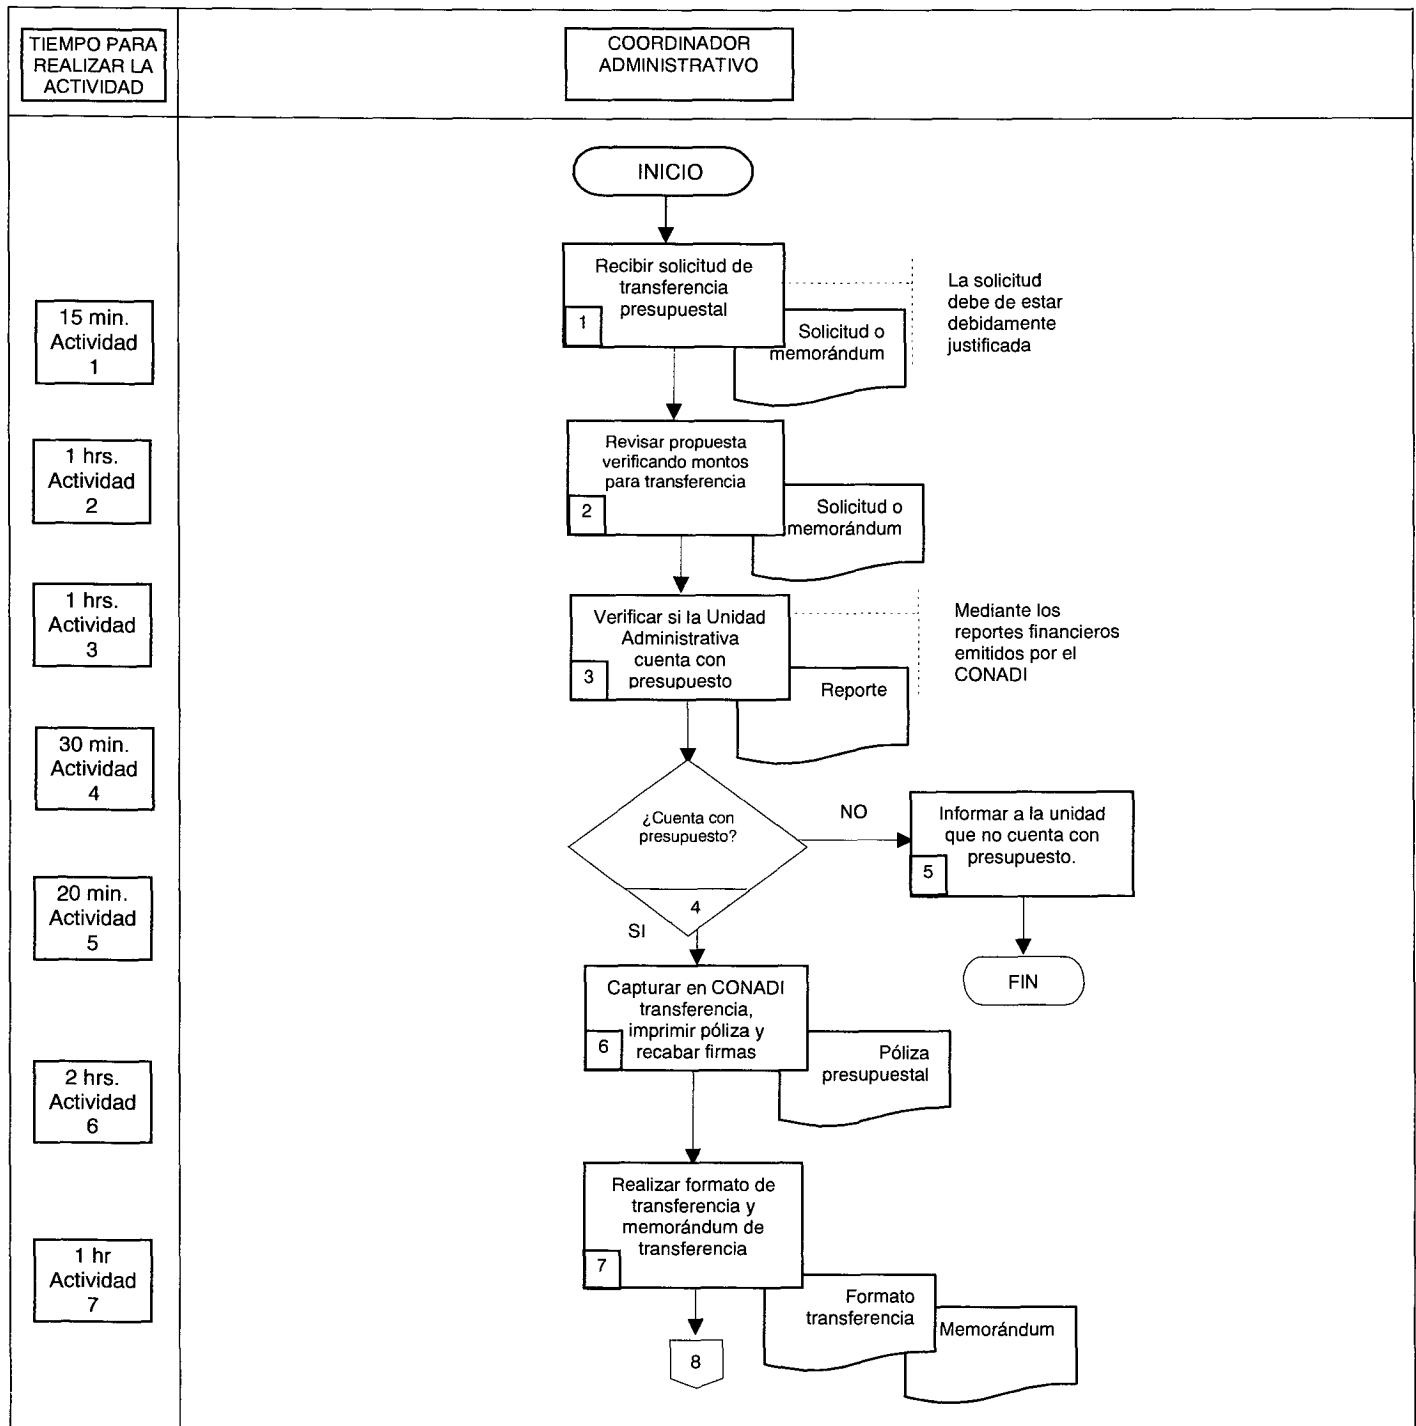 TIEMPO PARA
REALIZAR LA
ACTIVIDAD
COORDINADOR
ADMINISTRATIVO
INICIO
Recibir solicitud de
transferencia
presupuestal
1
Solicitud o
memorándum
La solicitud
debe de estar
debidamente
justificada
15 min.
Actividad
1
Revisar propuesta
verificando montos
para transferencia
2
Solicitud o
memorándum
1 hrs.
Actividad
2
Verificar si la Unidad
Administrativa
cuenta con
presupuesto
3
Reporte
Mediante los
reportes financieros
emitidos por el
CONADI
1 hrs.
Actividad
3
30 min.
Actividad
4
¿Cuenta con
presupuesto?
4
NO
SI
Informar a la unidad
que no cuenta con
presupuesto.
5
FIN
20 min.
Actividad
5
Capturar en CONADI
transferencia,
imprimir póliza y
recabar firmas
6
Póliza
presupuestal
2 hrs.
Actividad
6
Realizar formato de
transferencia y
memorándum de
transferencia
7
Formato
transferencia
Memorándum
1 hr
Actividad
7
8